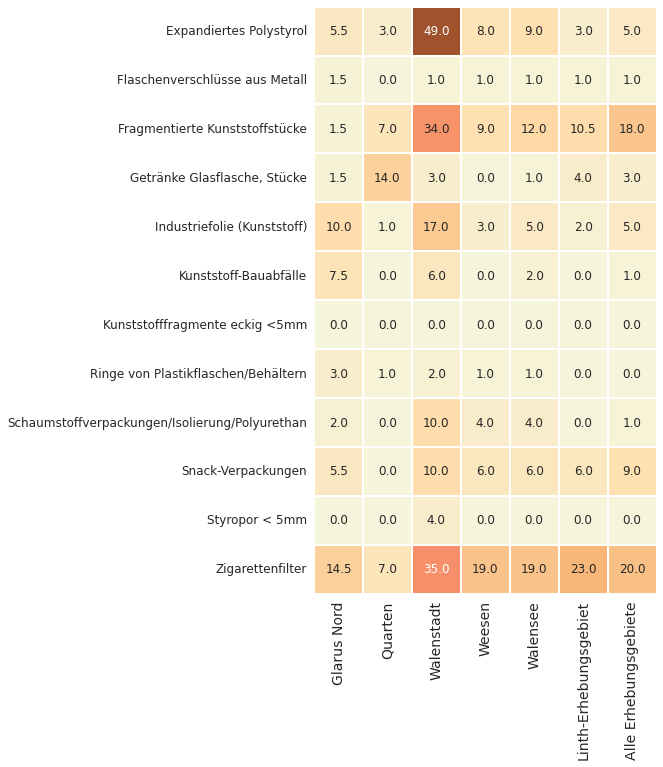 Expandiertes Polystyrol 5.5 3.0 49.0 8.0 9.0 3.0 5.0
Flaschenverschlüsse aus Metall 1.5 0.0 1.0 1.0 1.0 1.0 1.0
Fragmentierte Kunststoffstücke 1.5 7.0 34.0 9.0 12.0 10.5 18.0
Getränke Glasflasche, Stücke 1.5 14.0 3.0 0.0 1.0 4.0 3.0
Industriefolie (Kunststoff) 10.0 1.0 17.0 3.0 5.0 2.0 5.0
Kunststoff-Bauabfälle 7.5 0.0 6.0 0.0 2.0 0.0 1.0
Kunststofffragmente eckig <5mm 0.0 0.0 0.0 0.0 0.0 0.0 0.0
Ringe von Plastikflaschen/Behältern 3.0 1.0 2.0 1.0 1.0 0.0 0.0
Schaumstoffverpackungen/Isolierung/Polyurethan 2.0 0.0 10.0 4.0 4.0 0.0 1.0
Snack-Verpackungen 5.5 0.0 10.0 6.0 6.0 6.0 9.0
Styropor < 5mm 0.0 0.0 4.0 0.0 0.0 0.0 0.0
Zigarettenfilter 14.5 7.0 35.0 19.0 19.0 23.0 20.0
Glarus Nord
Quarten
Walenstadt
Weesen
Walensee
Linth-Erhebungsgebiet
Alle Erhebungsgebiete